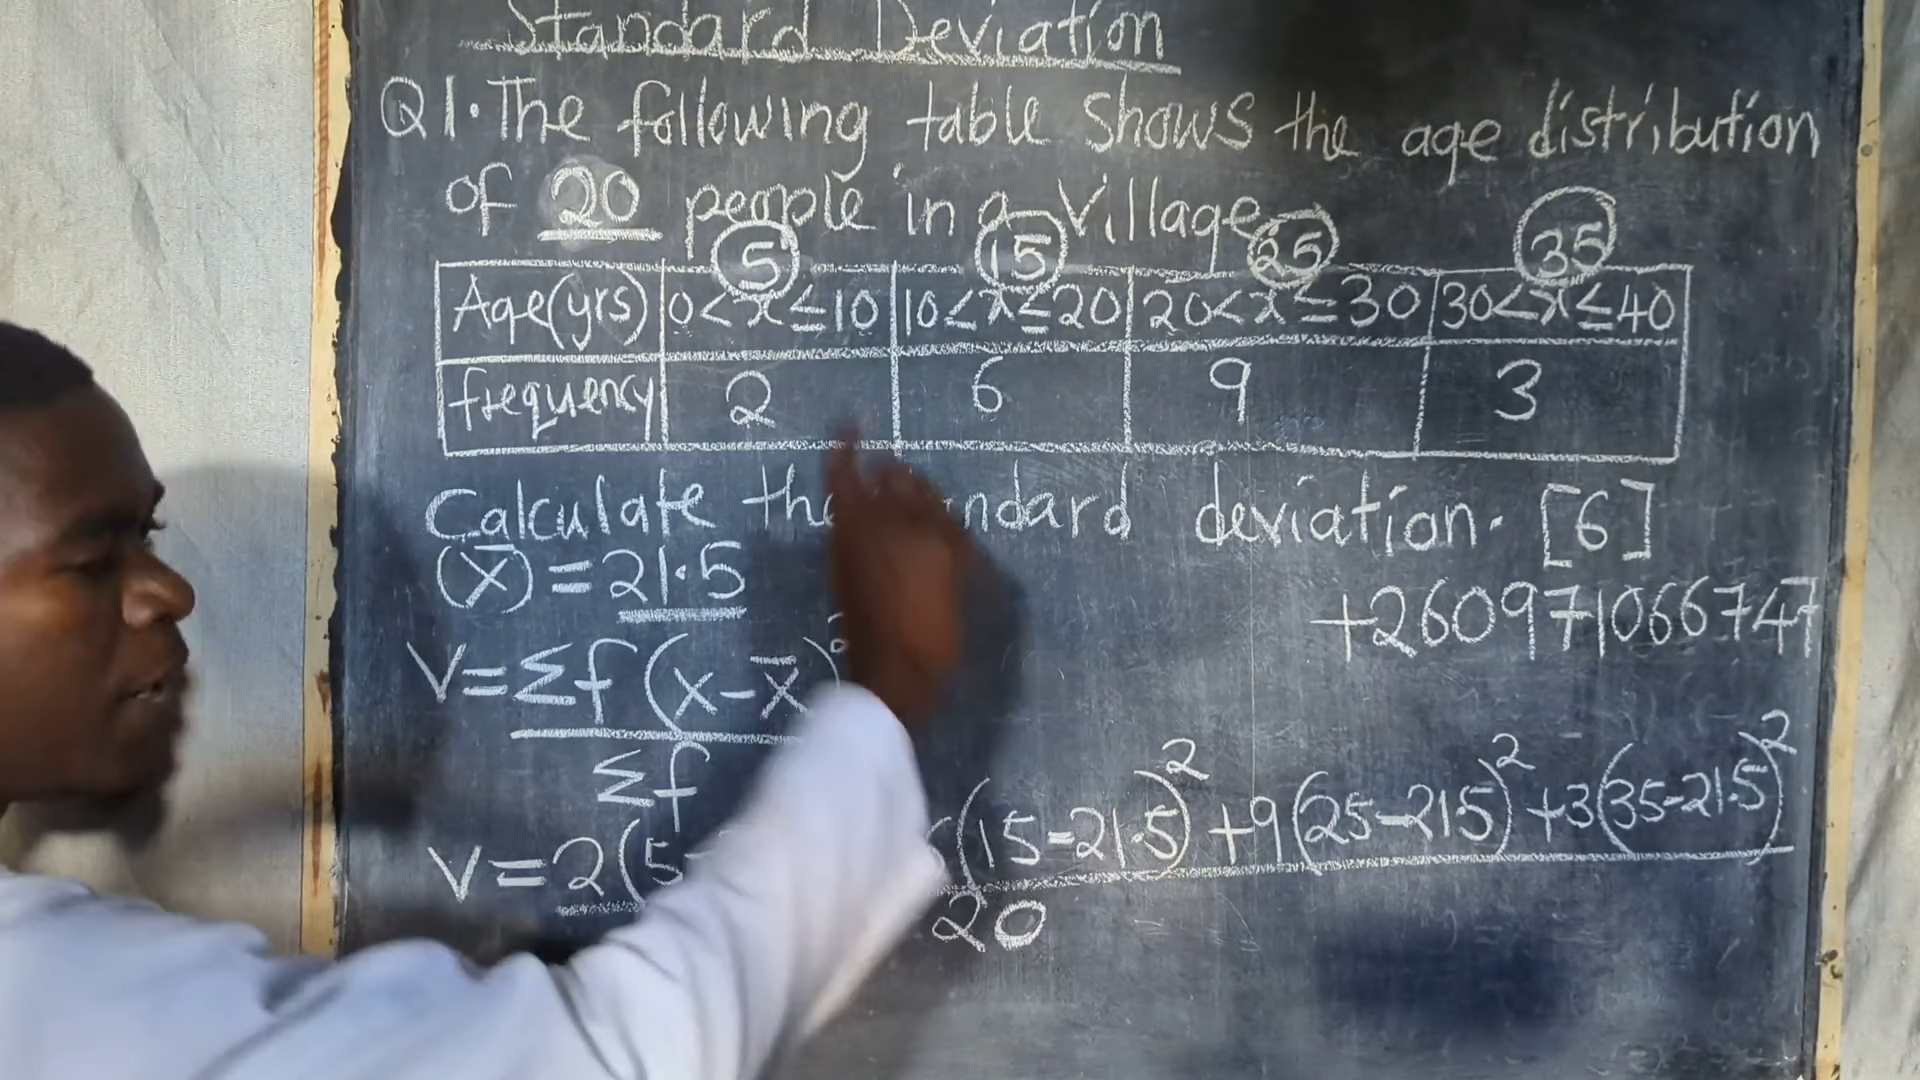 Standard Deviation
Q1. The following table shows the age distribution
of 20 people in a village
5 15 25 35
Age(yrs) 0<x≤10 10<x≤20 20<x≤30 30<x≤40
frequency 2 6 9 3
Calculate the standard deviation. [6]
(x̄) = 21.5
+260971066747
V=Σf(x-x̄)²
Σf
V=2(5- (15-21.5)² +9(25-21.5)² +3(35-21.5)²
20